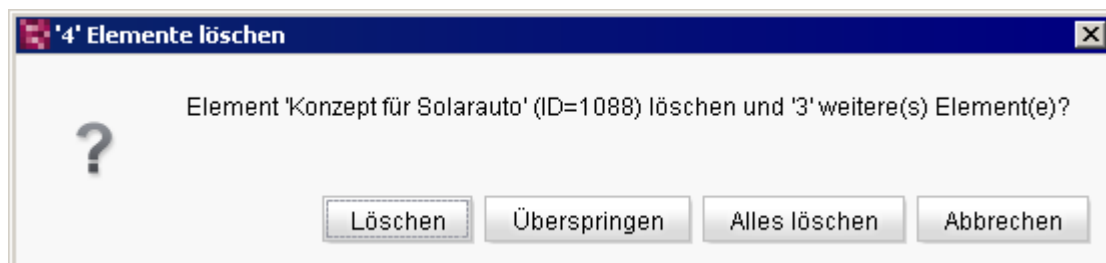 '4' Elemente löschen
Element 'Konzept für Solarauto' (ID=1088) löschen und '3' weitere(s) Element(e)?
?
Löschen Überspringen Alles löschen Abbrechen